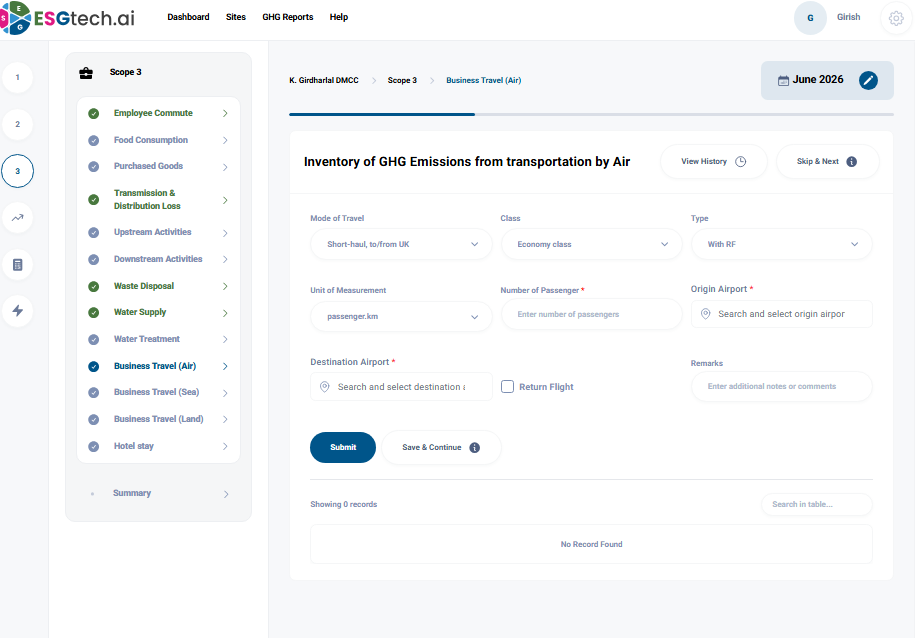 S E G ESGtech.ai
Dashboard Sites GHG Reports Help
G Girish
1
2
3
Scope 3
Employee Commute
Food Consumption
Purchased Goods
Transmission &
Distribution Loss
Upstream Activities
Downstream Activities
Waste Disposal
Water Supply
Water Treatment
Business Travel (Air)
Business Travel (Sea)
Business Travel (Land)
Hotel stay
Summary
K. Girdharlal DMCC > Scope 3 > Business Travel (Air)
June 2026
Inventory of GHG Emissions from transportation by Air
View History
Skip & Next i
Mode of Travel Class Type
Short-haul, to/from UK Economy class With RF
Unit of Measurement Number of Passenger * Origin Airport *
passenger.km Enter number of passengers Search and select origin airpor
Destination Airport * Remarks
Search and select destination a Return Flight Enter additional notes or comments
Submit Save & Continue i
Showing 0 records Search in table...
No Record Found